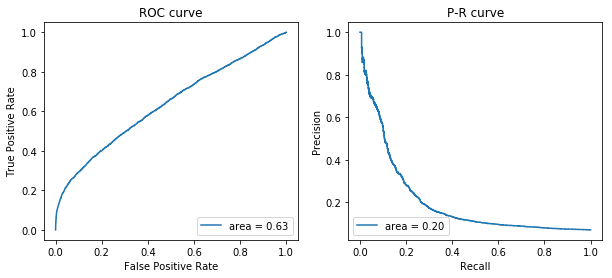 ROC curve
1.0
0.8
0.6
0.4
0.2
0.0
True Positive Rate
area = 0.63
0.0 0.2 0.4 0.6 0.8 1.0
False Positive Rate
P-R curve
1.0
0.8
0.6
0.4
0.2
Precision
area = 0.20
0.0 0.2 0.4 0.6 0.8 1.0
Recall